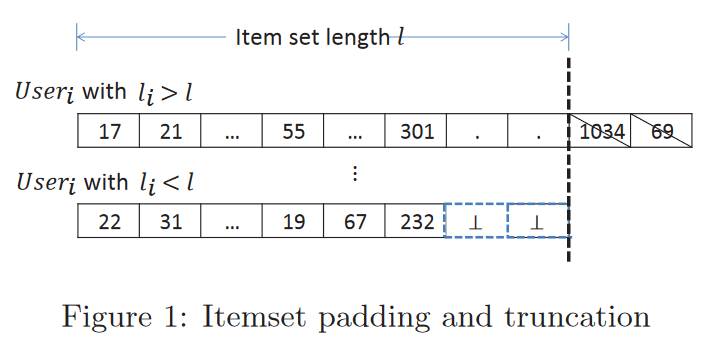 Item set length l
User_i with l_i > l
17 21 ... 55 ... 301 . . 1034 69
⋮
User_i with l_i < l
22 31 ... 19 67 232 ⊥ ⊥
Figure 1: Itemset padding and truncation